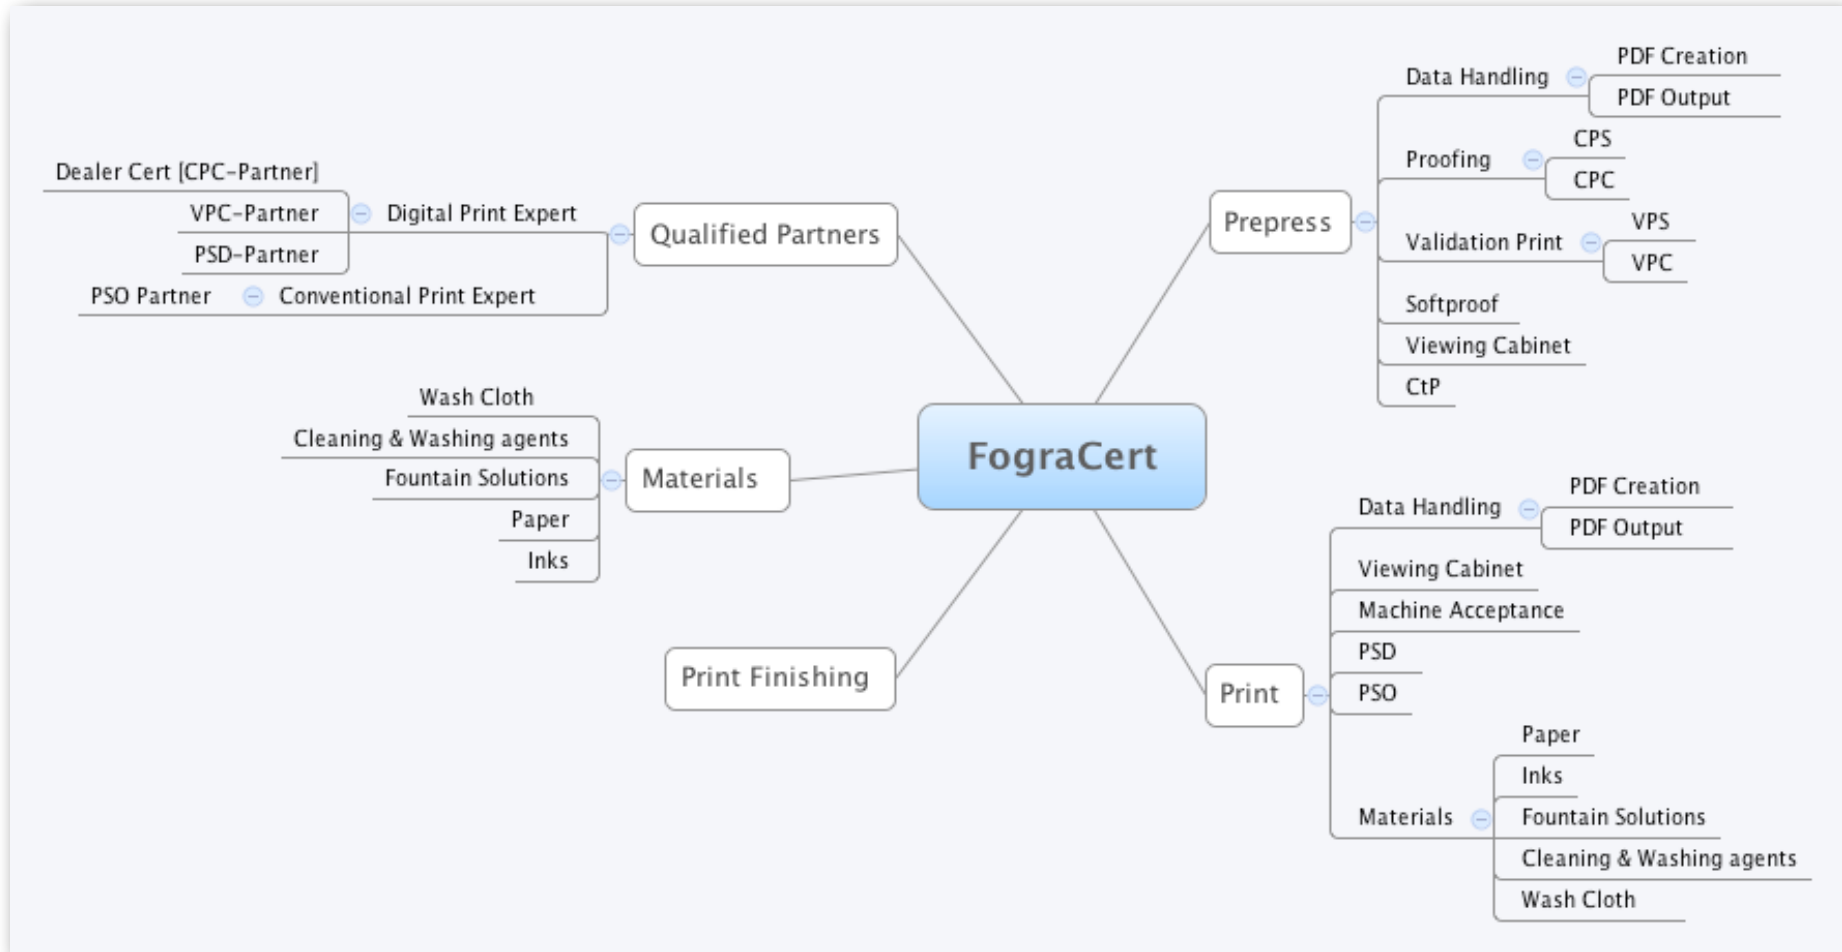 FograCert
Qualified Partners
Digital Print Expert
Dealer Cert [CPC-Partner]
VPC-Partner
PSD-Partner
Conventional Print Expert
PSO Partner
Materials
Wash Cloth
Cleaning & Washing agents
Fountain Solutions
Paper
Inks
Print Finishing
Prepress
Data Handling
PDF Creation
PDF Output
Proofing
CPS
CPC
Validation Print
VPS
VPC
Softproof
Viewing Cabinet
CtP
Print
Data Handling
PDF Creation
PDF Output
Viewing Cabinet
Machine Acceptance
PSD
PSO
Materials
Paper
Inks
Fountain Solutions
Cleaning & Washing agents
Wash Cloth